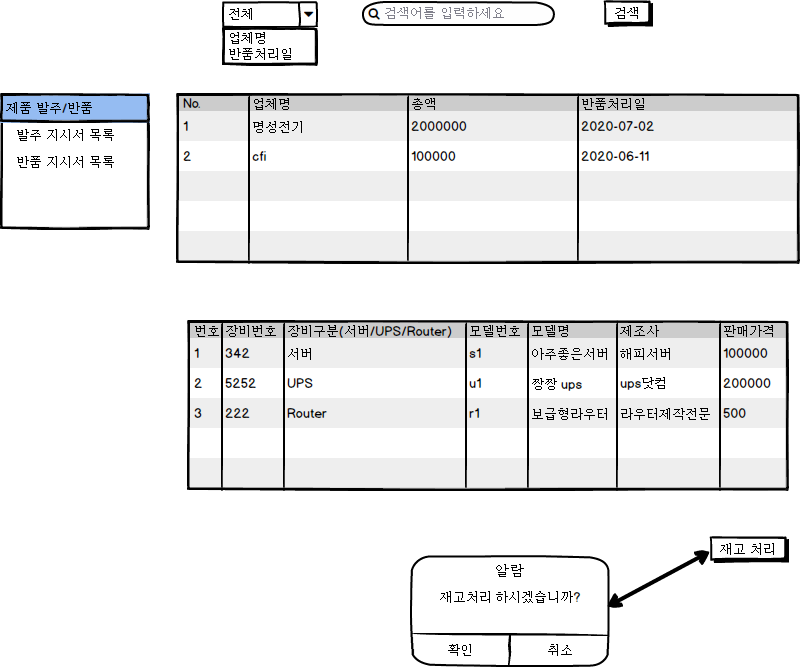 전체
검색어를 입력하세요
검색
업체명
반품처리일
제품 발주/반품
발주 지시서 목록
반품 지시서 목록
No. 업체명 총액 반품처리일
1 명성전기 2000000 2020-07-02
2 cfi 100000 2020-06-11
번호 장비번호 장비구분(서버/UPS/Router) 모델번호 모델명 제조사 판매가격
1 342 서버 s1 아주좋은서버 해피서버 100000
2 5252 UPS u1 짱짱 ups ups닷컴 200000
3 222 Router r1 보급형라우터 라우터제작전문 500
재고 처리
알람
재고처리 하시겠습니까?
확인 취소